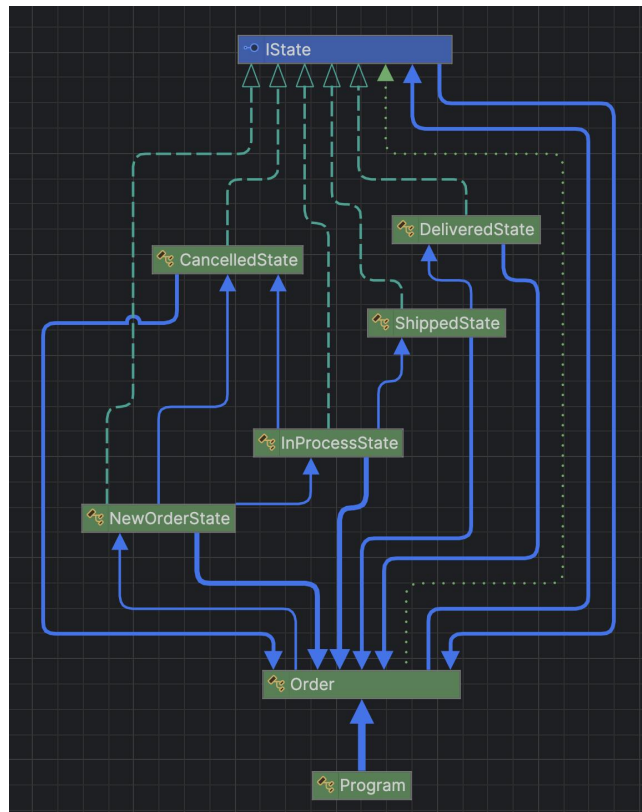 IState
DeliveredState
CancelledState
ShippedState
InProcessState
NewOrderState
Order
Program